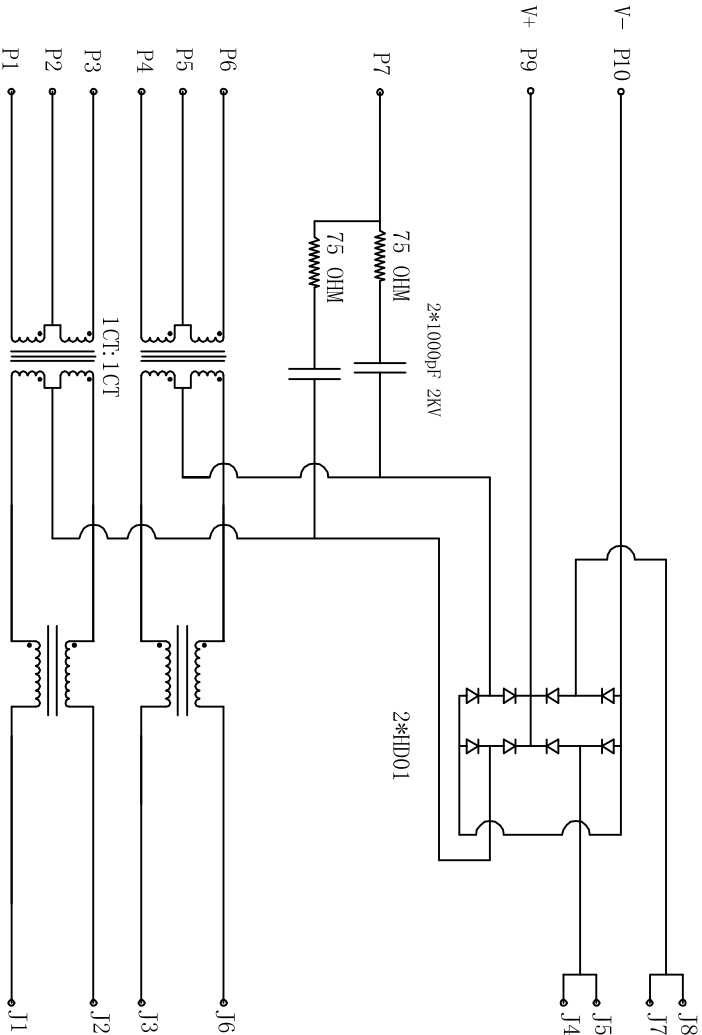 V- P10
V+ P9
P7
P6
P5
P4
P3
P2
P1
75 OHM
75 OHM
2*1000pF 2KV
1CT:1CT
2*HD01
J8
J7
J5
J4
J6
J3
J2
J1